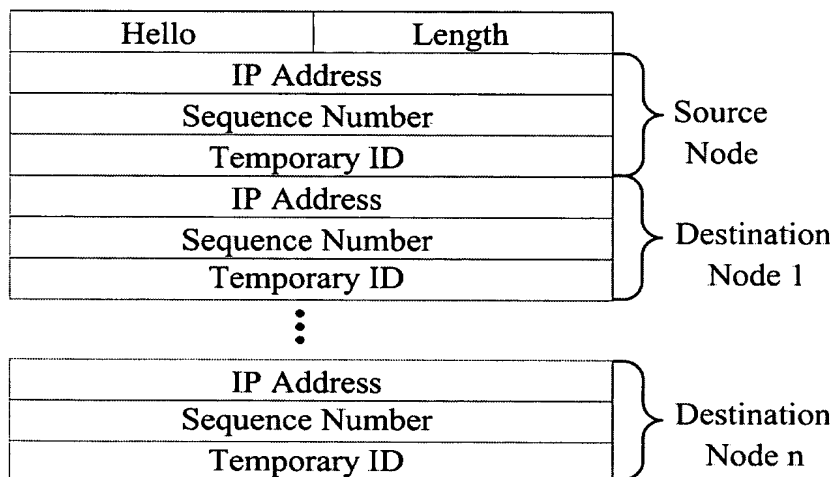 Hello Length
IP Address
Sequence Number
Temporary ID
Source
Node
IP Address
Sequence Number
Temporary ID
Destination
Node 1
IP Address
Sequence Number
Temporary ID
Destination
Node n